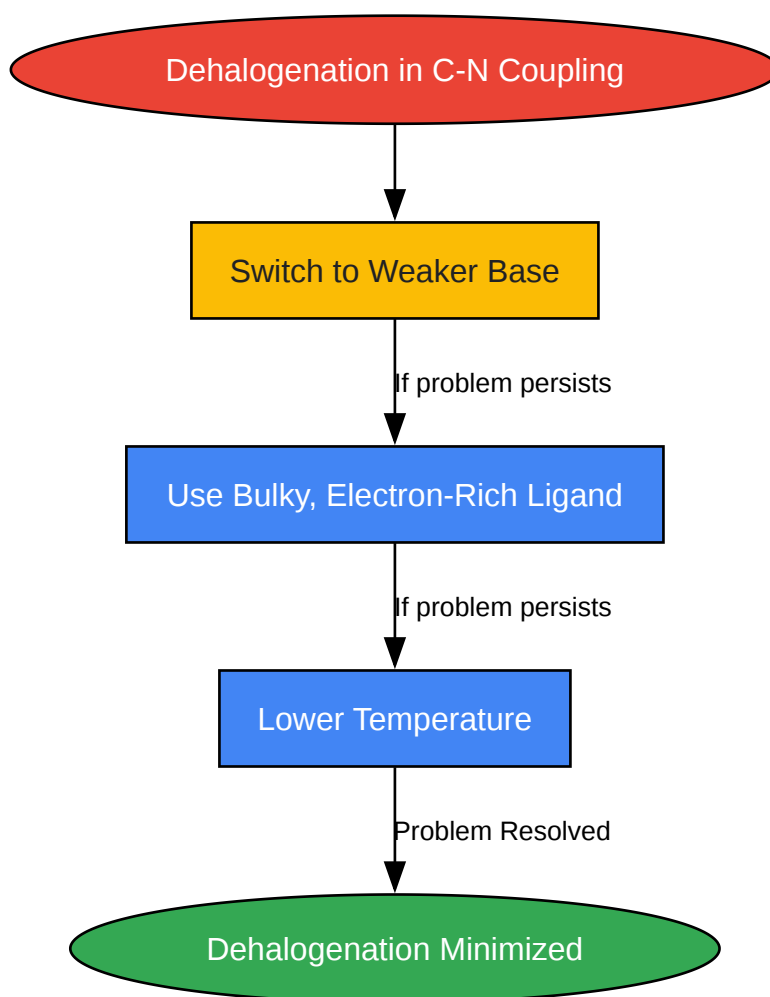 Dehalogenation in C-N Coupling
Switch to Weaker Base
If problem persists
Use Bulky, Electron-Rich Ligand
If problem persists
Lower Temperature
Problem Resolved
Dehalogenation Minimized